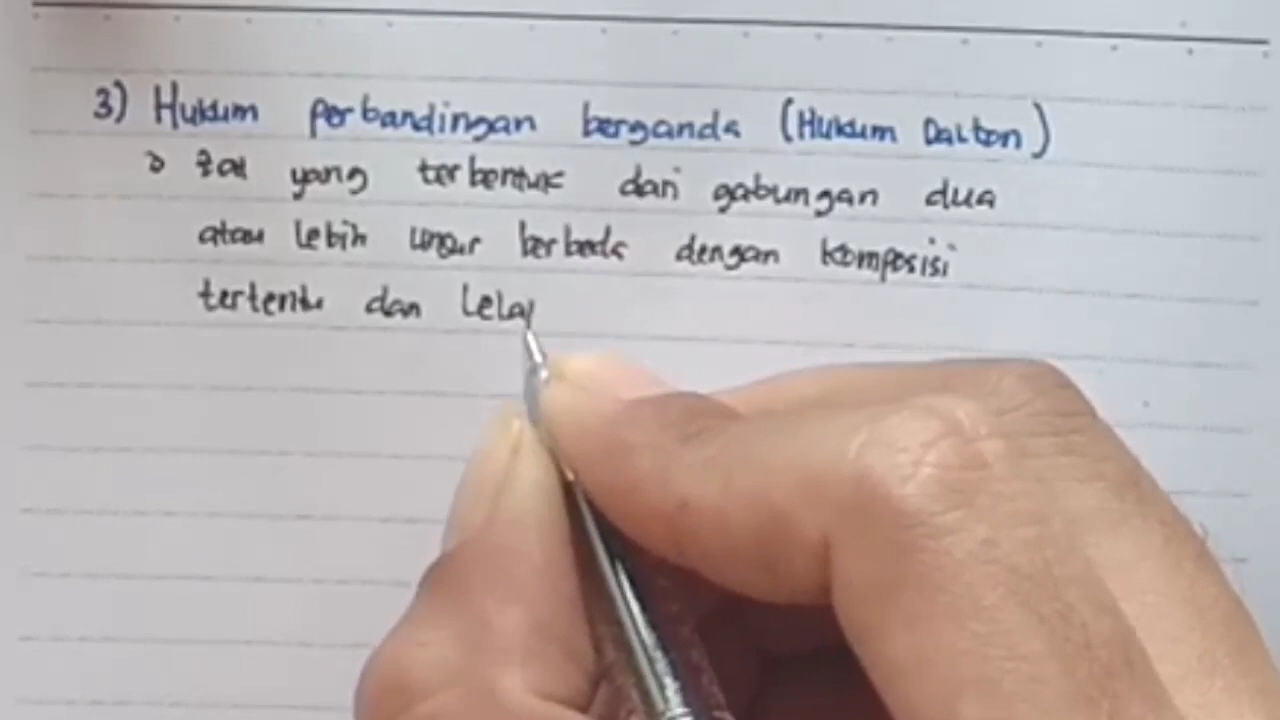 3) Hukum perbandingan berganda (Hukum Dalton)
zat yang terbentuk dari gabungan dua
atau lebih unsur berbeda dengan komposisi
tertentu dan tetap